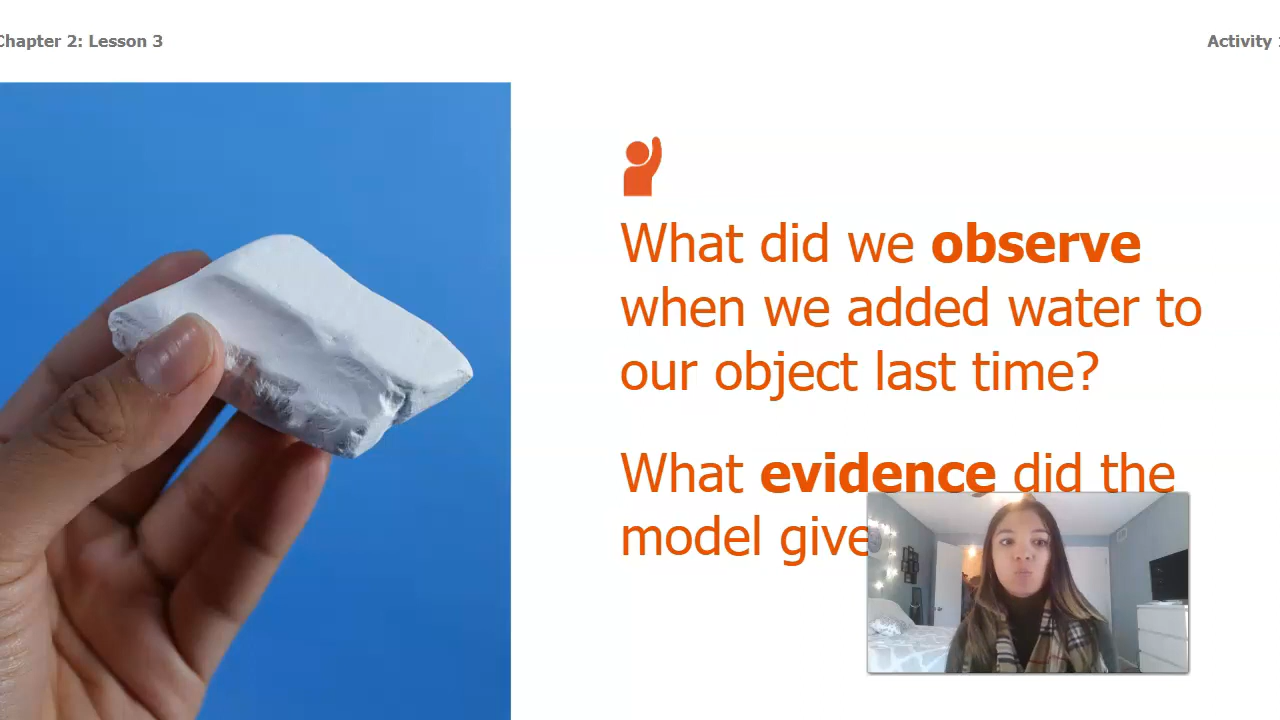 Chapter 2: Lesson 3
Activity
What did we observe
when we added water to
our object last time?
What evidence did the
model give